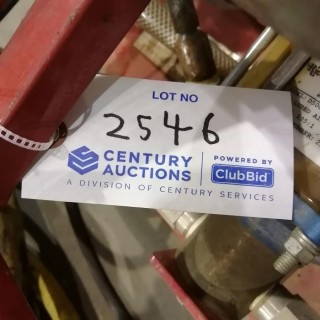 LOT NO
2546
CENTURY AUCTIONS
POWERED BY
ClubBid
A DIVISION OF CENTURY SERVICES